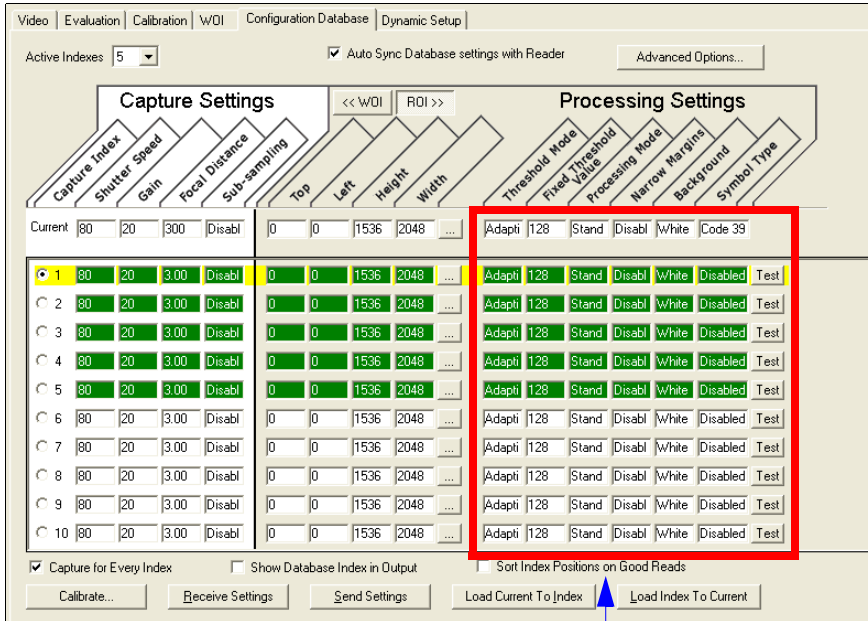 Video Evaluation Calibration WOI Configuration Database Dynamic Setup
Active Indexes 5 Auto Sync Database settings with Reader Advanced Options...
Capture Settings << WOI ROI >> Processing Settings
Capture Index Shutter Speed Gain Focal Distance Sub-sampling Top Left Height Width Threshold Mode Fixed Threshold Value Processing Mode Narrow Margins Background Symbol Type
Current 80 20 300 Disabl 0 0 1536 2048 ... Adapti 128 Stand Disabl White Code 39
1 80 20 3.00 Disabl 0 0 1536 2048 ... Adapti 128 Stand Disabl White Disabled Test
2 80 20 3.00 Disabl 0 0 1536 2048 ... Adapti 128 Stand Disabl White Disabled Test
3 80 20 3.00 Disabl 0 0 1536 2048 ... Adapti 128 Stand Disabl White Disabled Test
4 80 20 3.00 Disabl 0 0 1536 2048 ... Adapti 128 Stand Disabl White Disabled Test
5 80 20 3.00 Disabl 0 0 1536 2048 ... Adapti 128 Stand Disabl White Disabled Test
6 80 20 3.00 Disabl 0 0 1536 2048 ... Adapti 128 Stand Disabl White Disabled Test
7 80 20 3.00 Disabl 0 0 1536 2048 ... Adapti 128 Stand Disabl White Disabled Test
8 80 20 3.00 Disabl 0 0 1536 2048 ... Adapti 128 Stand Disabl White Disabled Test
9 80 20 3.00 Disabl 0 0 1536 2048 ... Adapti 128 Stand Disabl White Disabled Test
10 80 20 3.00 Disabl 0 0 1536 2048 ... Adapti 128 Stand Disabl White Disabled Test
Capture for Every Index Show Database Index in Output Sort Index Positions on Good Reads
Calibrate... Receive Settings Send Settings Load Current To Index Load Index To Current